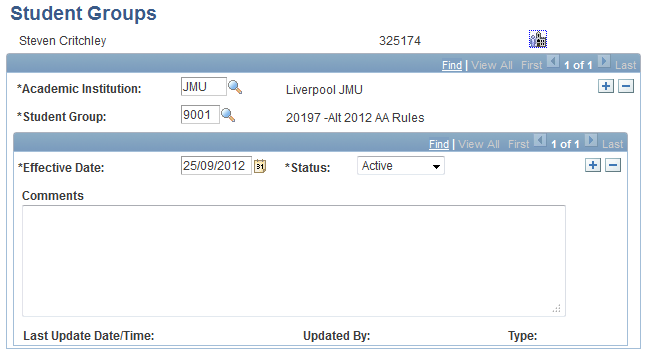 Student Groups
Steven Critchley 325174
Find | View All First 1 of 1 Last
*Academic Institution: JMU Liverpool JMU
*Student Group: 9001 20197 -Alt 2012 AA Rules
Find | View All First 1 of 1 Last
*Effective Date: 25/09/2012 31 *Status: Active
Comments
Last Update Date/Time: Updated By: Type: